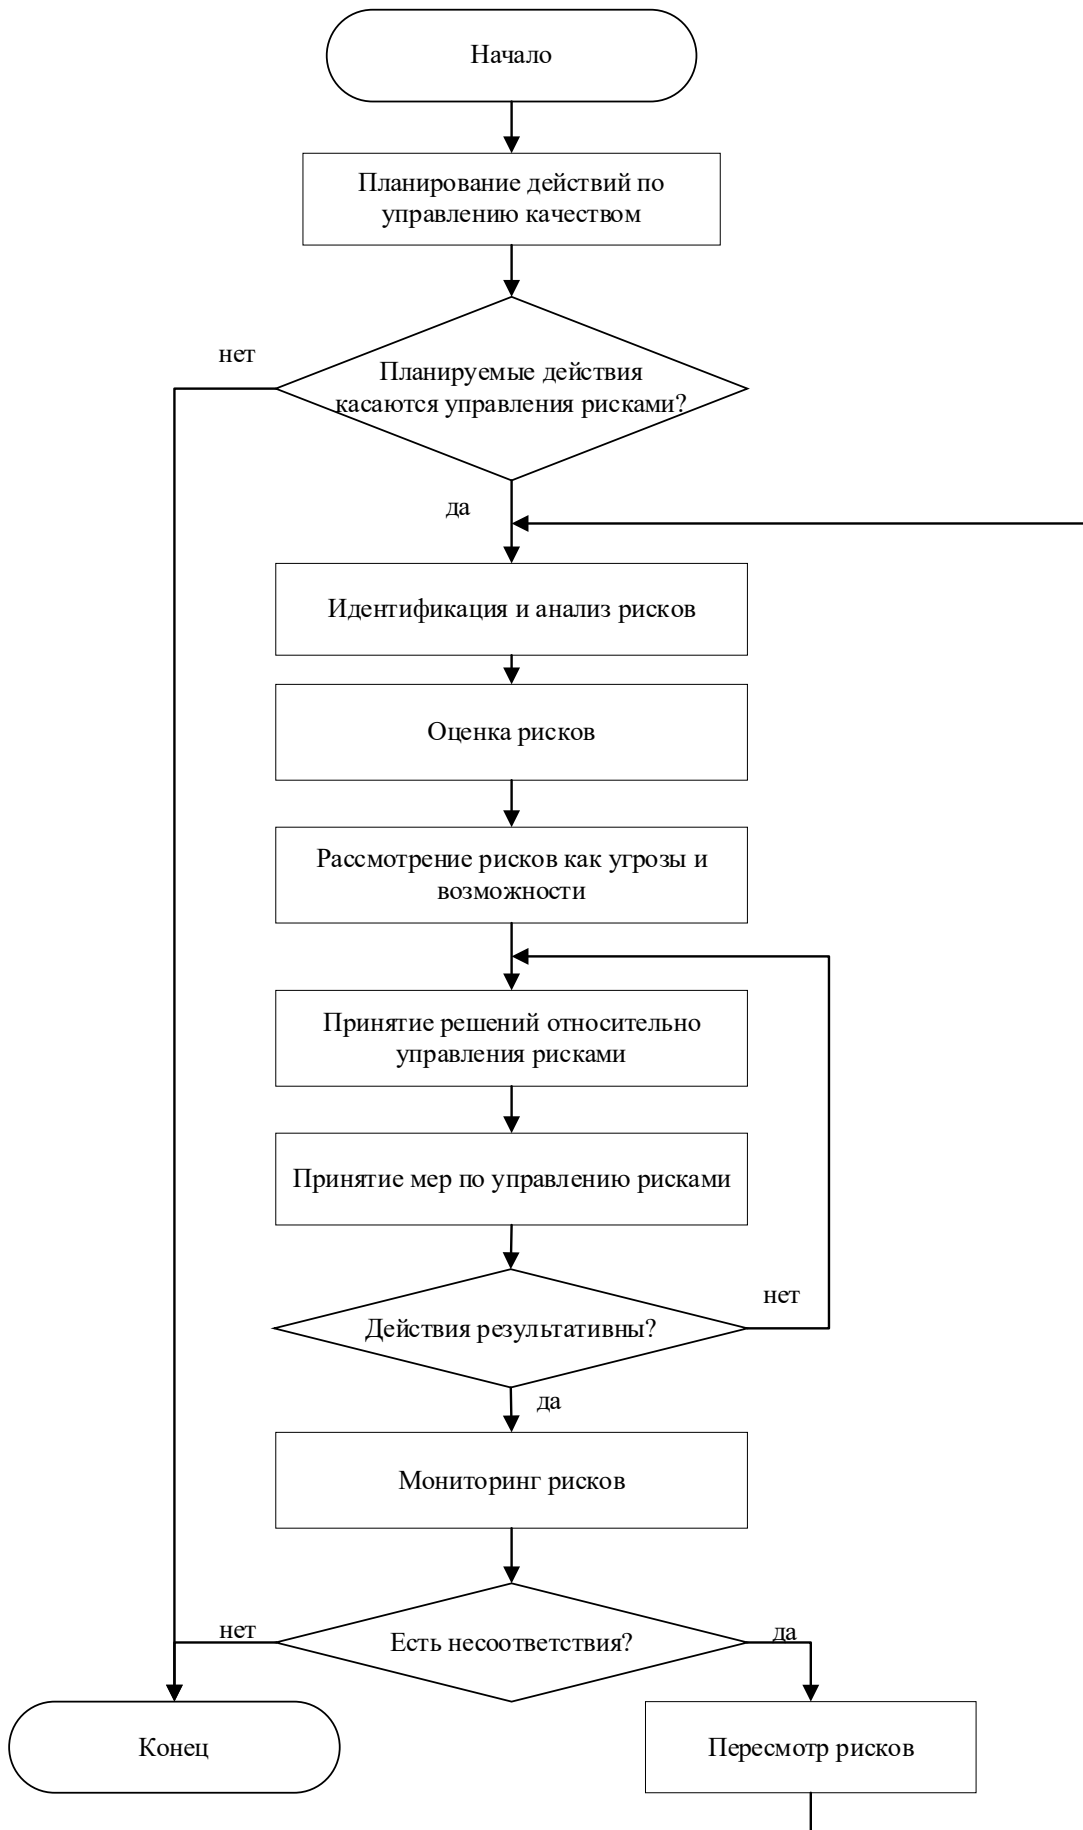 Начало
Планирование действий по
управлению качеством
нет
Планируемые действия
касаются управления рисками?
да
Идентификация и анализ рисков
Оценка рисков
Рассмотрение рисков как угрозы и
возможности
Принятие решений относительно
управления рисками
Принятие мер по управлению рисками
нет
Действия результативны?
да
Мониторинг рисков
нет
Есть несоответствия?
да
Конец
Пересмотр рисков